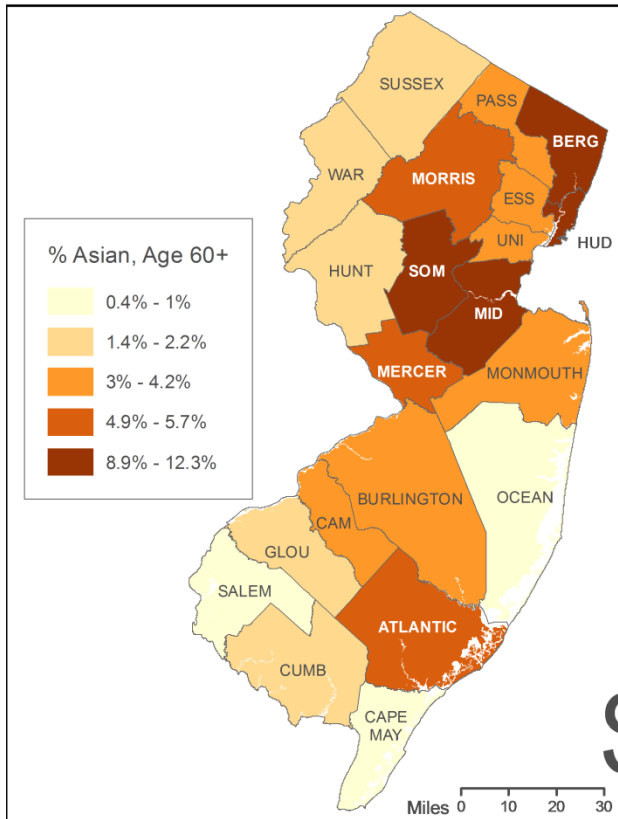 SUSSEX
PASS
BERG
WAR
MORRIS
ESS
HUD
UNI
HUNT
SOM
MID
MERCER
MONMOUTH
% Asian, Age 60+
0.4% - 1%
1.4% - 2.2%
3% - 4.2%
4.9% - 5.7%
8.9% - 12.3%
BURLINGTON
OCEAN
CAM
GLOU
SALEM
ATLANTIC
CUMB
CAPE
MAY
Miles 0 10 20 30